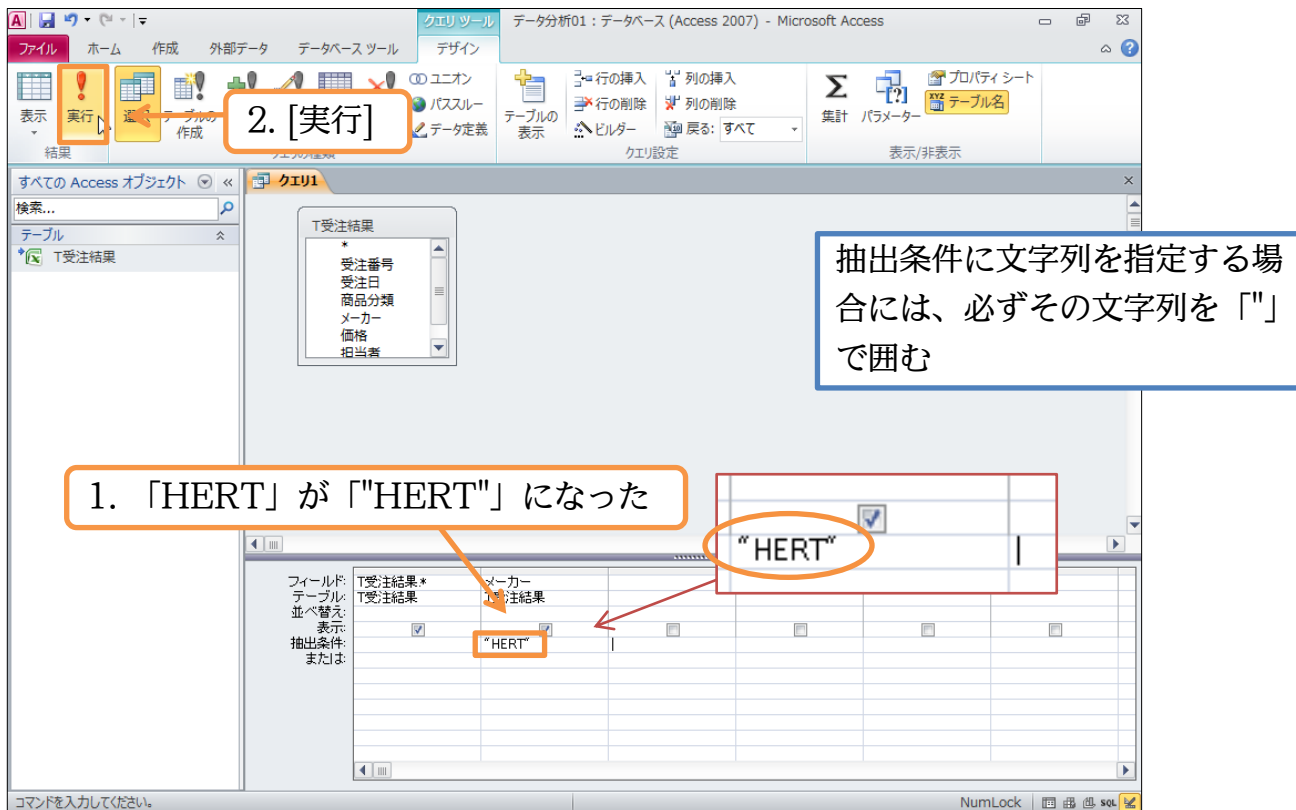 クエリ ツール
データ分析01 : データベース (Access 2007) - Microsoft Access
ファイル
ホーム
作成
外部データ
データベース ツール
デザイン
表示
実行
作成
ユニオン
パススルー
データ定義
テーブルの
表示
行の挿入
行の削除
ビルダー
列の挿入
列の削除
戻る: すべて
集計
パラメーター
プロパティ シート
テーブル名
結果
クエリ設定
表示/非表示
2. [実行]
すべての Access オブジェクト
検索...
テーブル
T受注結果
クエリ1
T受注結果
*
受注番号
受注日
商品分類
メーカー
価格
担当者
抽出条件に文字列を指定する場
合には、必ずその文字列を「"」
で囲む
1. 「HERT」が「"HERT"」になった
"HERT"
フィールド: T受注結果* メーカー
テーブル: T受注結果 T受注結果
並べ替え:
表示:
抽出条件: "HERT"
または:
コマンドを入力してください。
NumLock
SQL